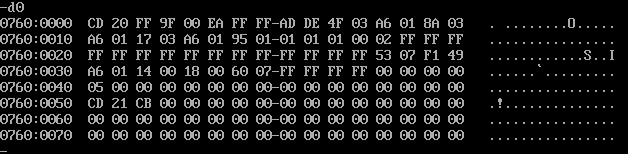 -d0
0760:0000  CD 20 FF 9F 00 EA FF FF-AD DE 4F 03 A6 01 8A 03   . ........O.....
0760:0010  A6 01 17 03 A6 01 95 01-01 01 01 00 02 FF FF FF   ................
0760:0020  FF FF FF FF FF FF FF FF-FF FF FF FF 53 07 F1 49   ............S..I
0760:0030  A6 01 14 00 18 00 60 07-FF FF FF FF 00 00 00 00   ......`.........
0760:0040  05 00 00 00 00 00 00 00-00 00 00 00 00 00 00 00   ................
0760:0050  CD 21 CB 00 00 00 00 00-00 00 00 00 00 00 00 00   .!..............
0760:0060  00 00 00 00 00 00 00 00-00 00 00 00 00 00 00 00   ................
0760:0070  00 00 00 00 00 00 00 00-00 00 00 00 00 00 00 00   ................
-